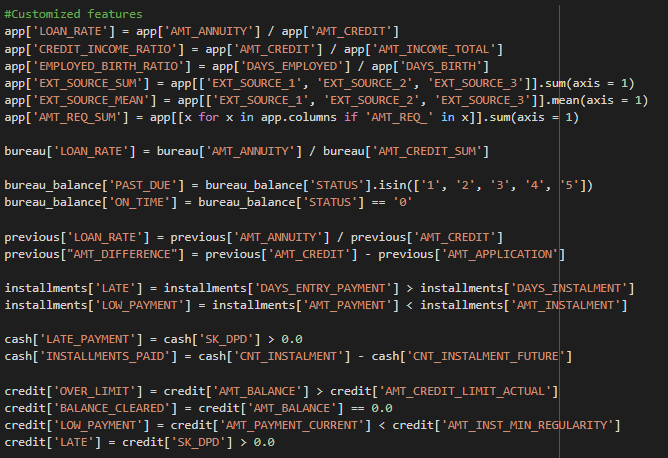 #Customized features
app['LOAN_RATE'] = app['AMT_ANNUITY'] / app['AMT_CREDIT']
app['CREDIT_INCOME_RATIO'] = app['AMT_CREDIT'] / app['AMT_INCOME_TOTAL']
app['EMPLOYED_BIRTH_RATIO'] = app['DAYS_EMPLOYED'] / app['DAYS_BIRTH']
app['EXT_SOURCE_SUM'] = app[['EXT_SOURCE_1', 'EXT_SOURCE_2', 'EXT_SOURCE_3']].sum(axis = 1)
app['EXT_SOURCE_MEAN'] = app[['EXT_SOURCE_1', 'EXT_SOURCE_2', 'EXT_SOURCE_3']].mean(axis = 1)
app['AMT_REQ_SUM'] = app[[x for x in app.columns if 'AMT_REQ_' in x]].sum(axis = 1)
bureau['LOAN_RATE'] = bureau['AMT_ANNUITY'] / bureau['AMT_CREDIT_SUM']
bureau_balance['PAST_DUE'] = bureau_balance['STATUS'].isin(['1', '2', '3', '4', '5'])
bureau_balance['ON_TIME'] = bureau_balance['STATUS'] == '0'
previous['LOAN_RATE'] = previous['AMT_ANNUITY'] / previous['AMT_CREDIT']
previous["AMT_DIFFERENCE"] = previous['AMT_CREDIT'] - previous['AMT_APPLICATION']
installments['LATE'] = installments['DAYS_ENTRY_PAYMENT'] > installments['DAYS_INSTALMENT']
installments['LOW_PAYMENT'] = installments['AMT_PAYMENT'] < installments['AMT_INSTALMENT']
cash['LATE_PAYMENT'] = cash['SK_DPD'] > 0.0
cash['INSTALLMENTS_PAID'] = cash['CNT_INSTALMENT'] - cash['CNT_INSTALMENT_FUTURE']
credit['OVER_LIMIT'] = credit['AMT_BALANCE'] > credit['AMT_CREDIT_LIMIT_ACTUAL']
credit['BALANCE_CLEARED'] = credit['AMT_BALANCE'] == 0.0
credit['LOW_PAYMENT'] = credit['AMT_PAYMENT_CURRENT'] < credit['AMT_INST_MIN_REGULARITY']
credit['LATE'] = credit['SK_DPD'] > 0.0